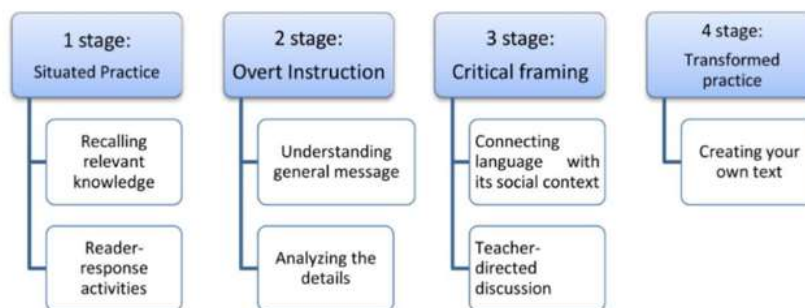 1 stage:
Situated Practice
Recalling
relevant
knowledge
Reader-
response
activities
2 stage:
Overt Instruction
Understanding
general message
Analyzing the
details
3 stage:
Critical framing
Connecting
language with
its social context
Teacher-
directed
discussion
4 stage:
Transformed
practice
Creating your
own text